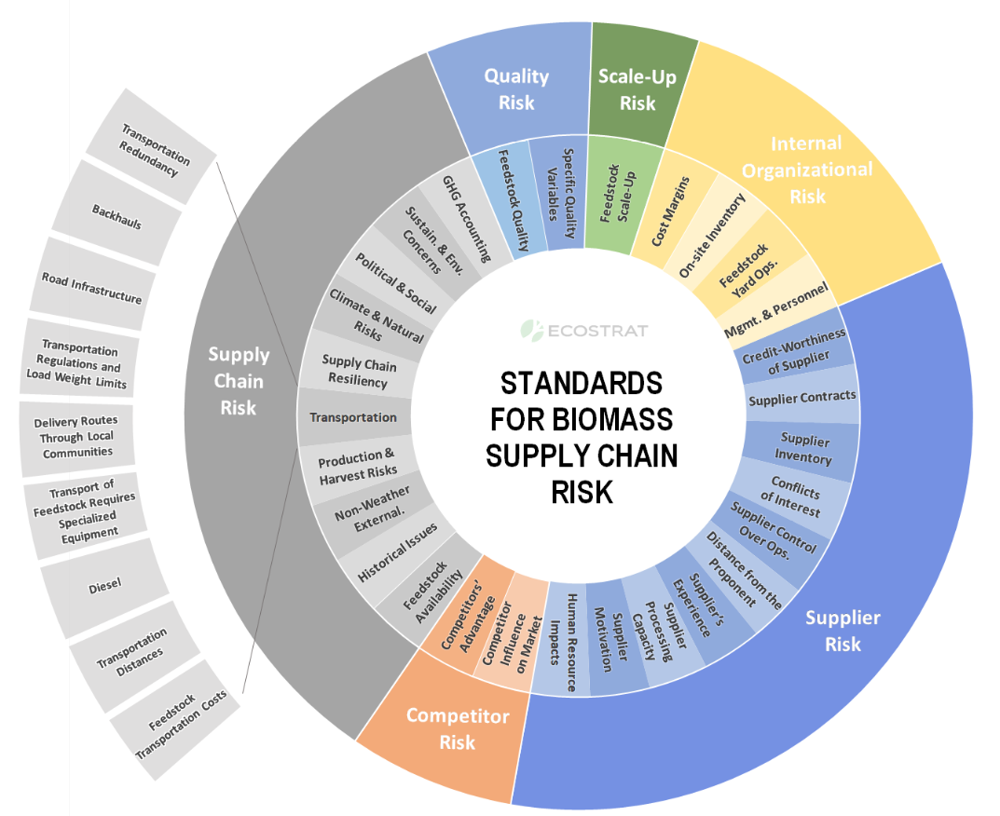 Quality
Risk
Scale-Up
Risk
Internal
Organizational
Risk
Supplier
Risk
Competitor
Risk
Supply
Chain
Risk
Feedstock Quality
Specific Quality
Variables
Feedstock
Scale-Up
Cost Margins
On-site Inventory
Feedstock
Yard Ops.
Mgmt. & Personnel
Credit-Worthiness
of Supplier
Supplier Contracts
Supplier
Inventory
Conflicts
of Interest
Supplier Control
Over Ops.
Distance from the
Proponent
Supplier's
Experience
Supplier
Processing
Capacity
Supplier
Motivation
Human Resource
Impacts
Competitor
Influence
on Market
Competitors'
Advantage
Feedstock
Availability
Historical Issues
Non-Weather
External.
Production &
Harvest Risks
Transportation
Supply Chain
Resiliency
Climate & Natural
Risks
Political & Social
Sustain. & Env.
Concerns
GHG Accounting
Transportation
Redundancy
Backhauls
Road Infrastructure
Transportation
Regulations and
Load Weight Limits
Delivery Routes
Through Local
Communities
Transport of
Feedstock Requires
Specialized
Equipment
Diesel
Transportation
Distances
Feedstock
Transportation Costs
ECOSTRAT
STANDARDS
FOR BIOMASS
SUPPLY CHAIN
RISK